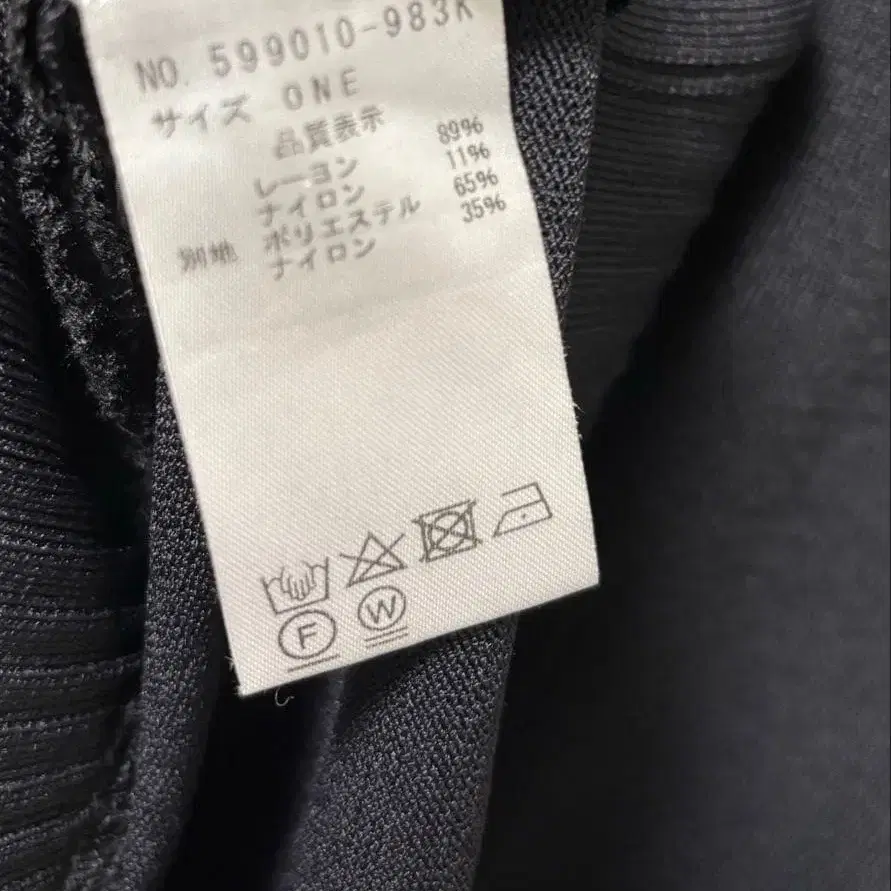 NO. 599010-983K
サイズ ONE
品質表示
レーヨン 89%
ナイロン 11%
別地 ポリエステル 65%
ナイロン 35%
F W